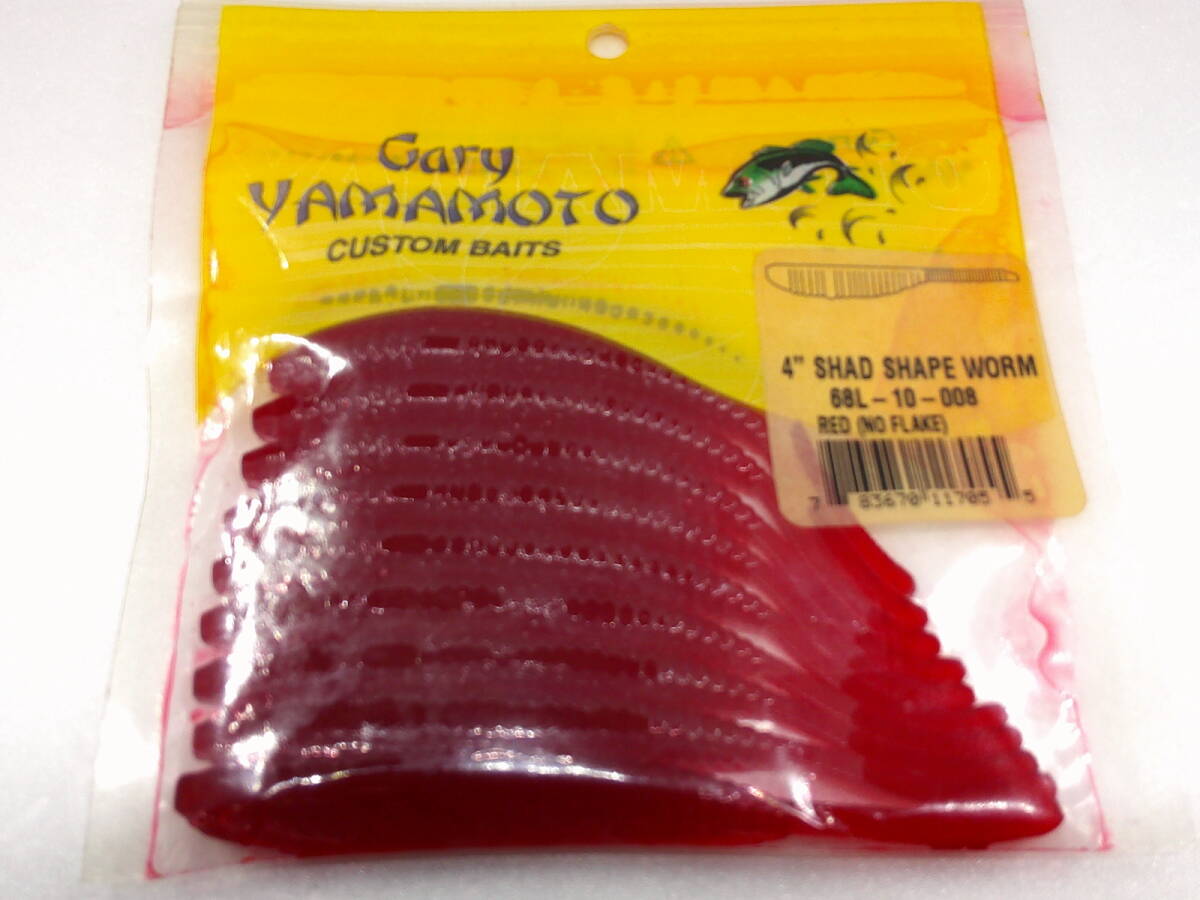 Gary
YAMAMOTO
CUSTOM BAITS
4" SHAD SHAPE WORM
68L-10-008
RED (NO FLAKE)
7 83670 11705 5